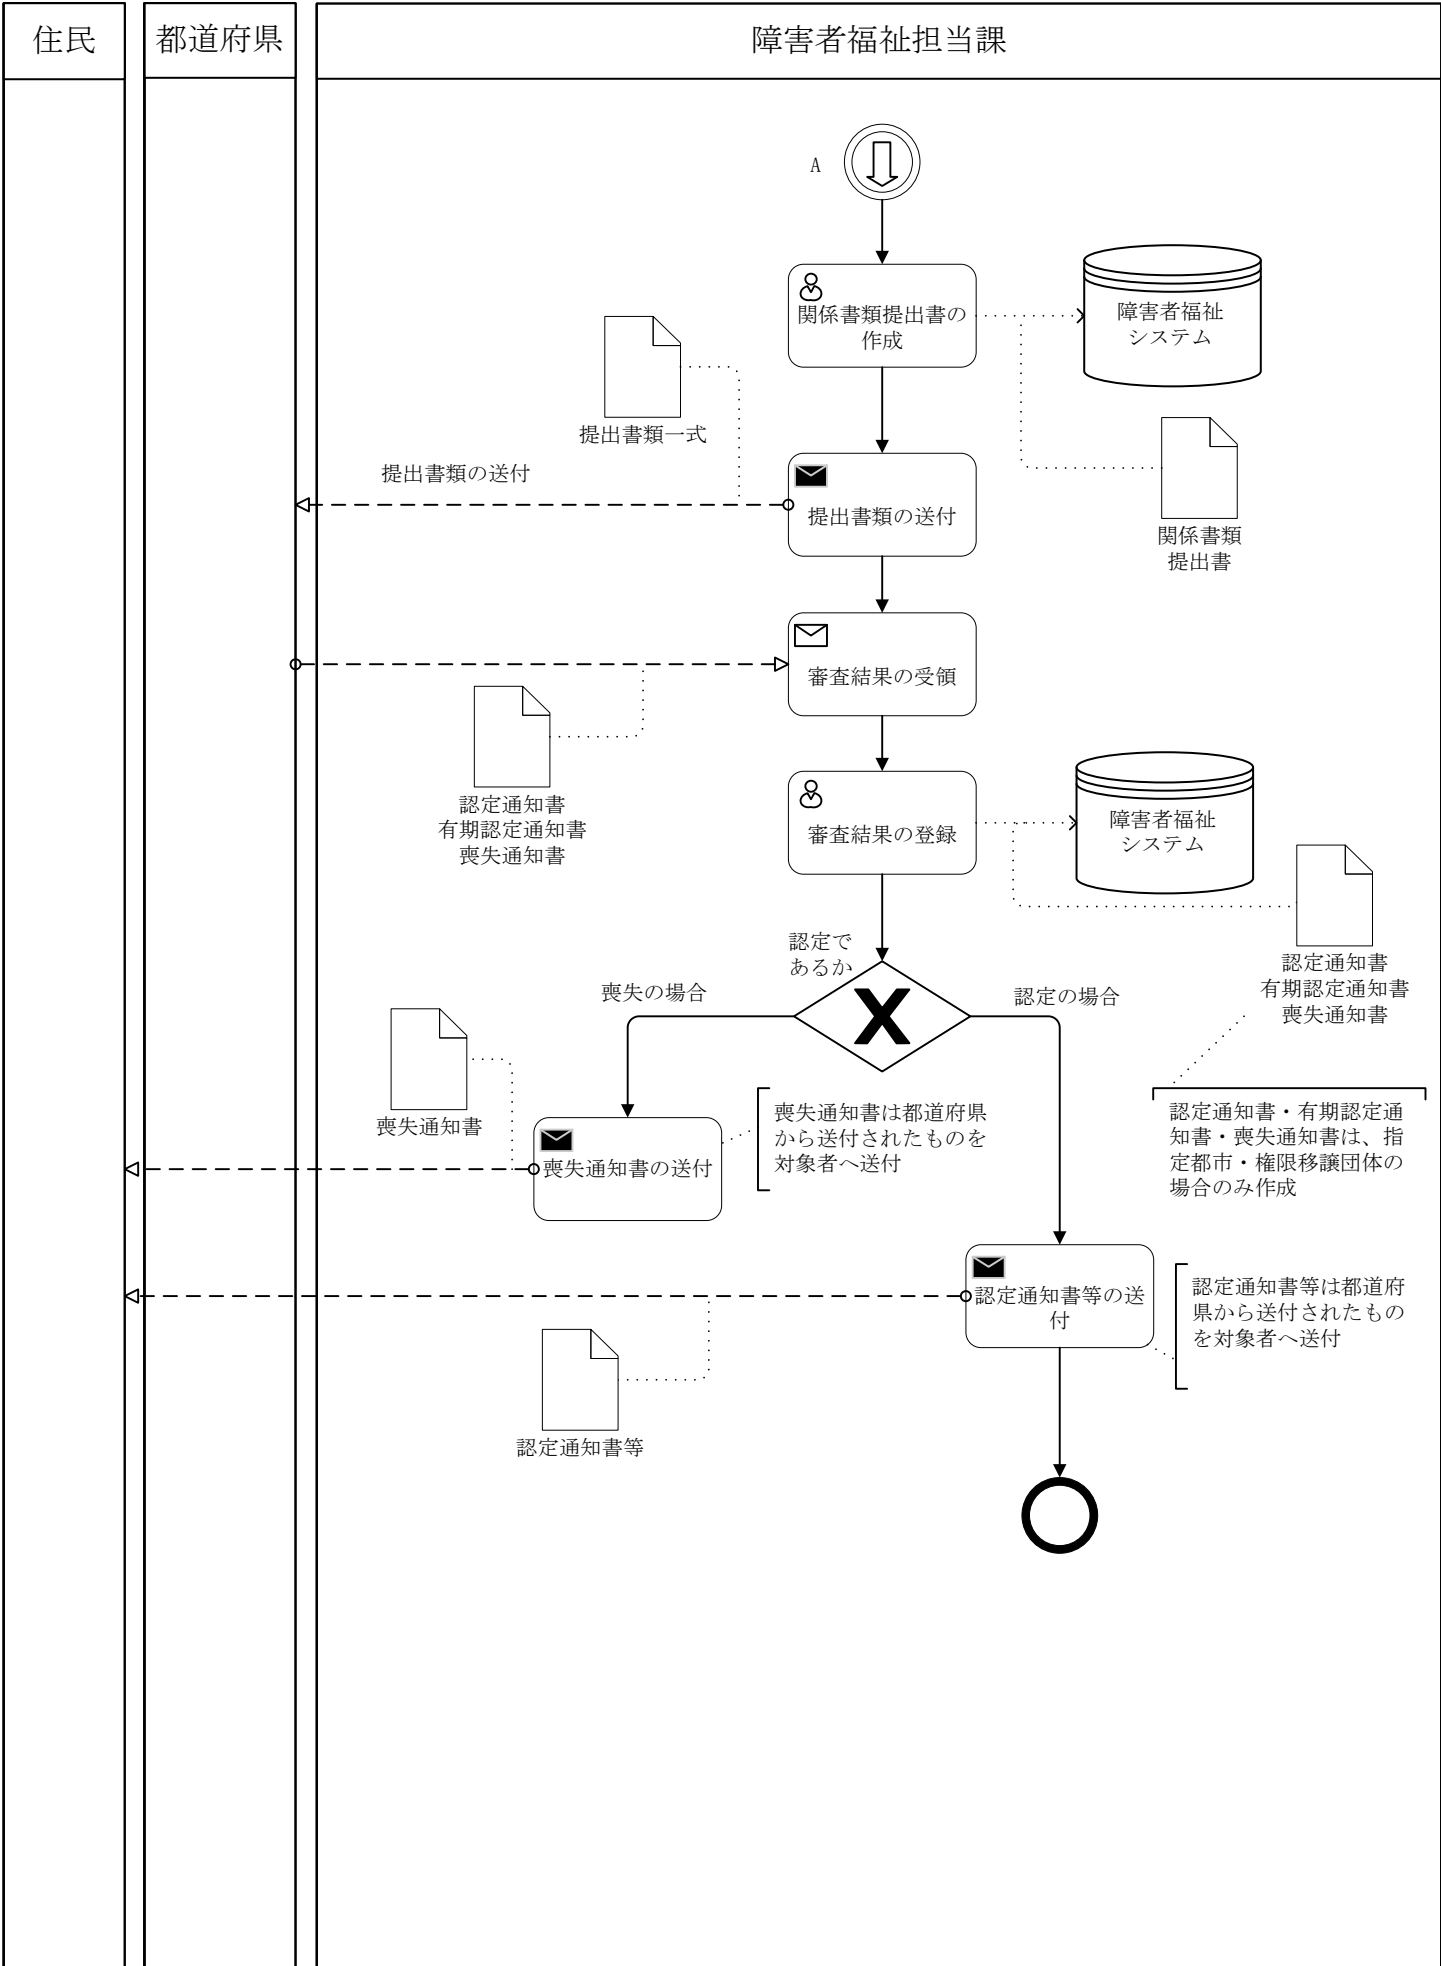 住民
都道府県
障害者福祉担当課
A
関係書類提出書の
作成
障害者福祉
システム
提出書類一式
関係書類
提出書
提出書類の送付
提出書類の送付
審査結果の受領
認定通知書
有期認定通知書
喪失通知書
審査結果の登録
障害者福祉
システム
認定通知書
有期認定通知書
喪失通知書
認定で
あるか
喪失の場合
認定の場合
喪失通知書
喪失通知書の送付
喪失通知書は都道府県
から送付されたものを
対象者へ送付
認定通知書・有期認定通
知書・喪失通知書は、指
定都市・権限移譲団体の
場合のみ作成
認定通知書等の送
付
認定通知書等は都道府
県から送付されたもの
を対象者へ送付
認定通知書等